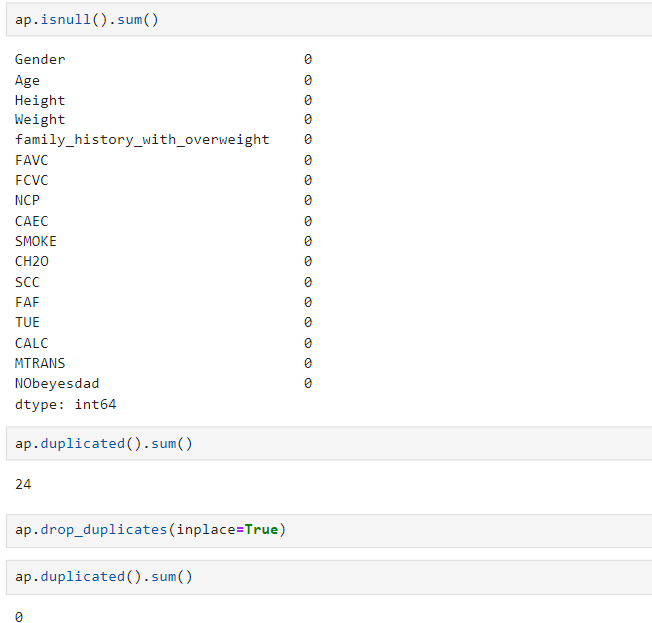 ap.isnull().sum()
Gender 0
Age 0
Height 0
Weight 0
family_history_with_overweight 0
FAVC 0
FCVC 0
NCP 0
CAEC 0
SMOKE 0
CH2O 0
SCC 0
FAF 0
TUE 0
CALC 0
MTRANS 0
NObeyesdad 0
dtype: int64
ap.duplicated().sum()
24
ap.drop_duplicates(inplace=True)
ap.duplicated().sum()
0